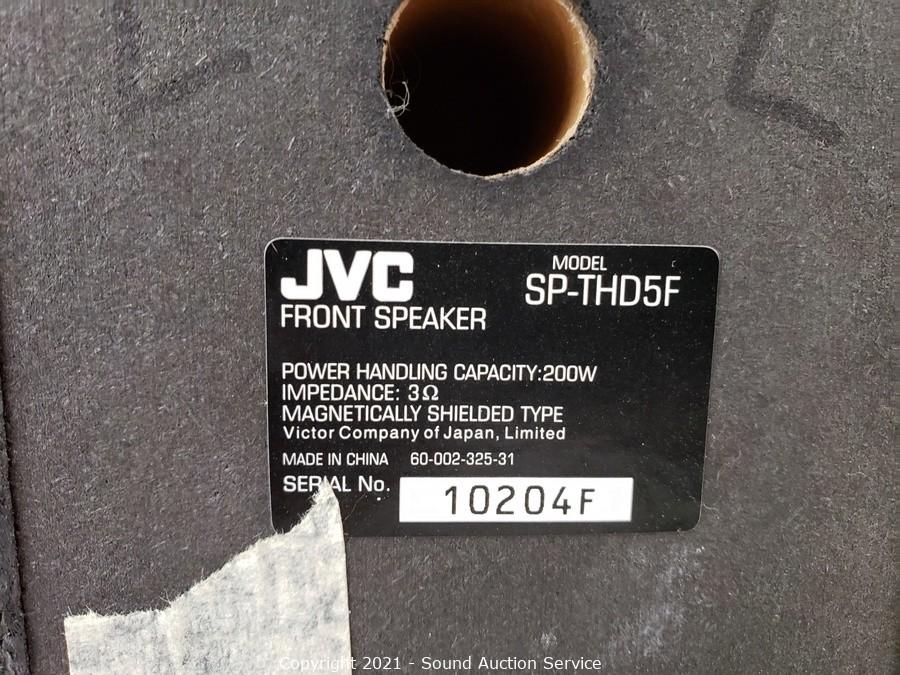 JVC
MODEL
SP-THD5F
FRONT SPEAKER
POWER HANDLING CAPACITY:200W
IMPEDANCE: 3Ω
MAGNETICALLY SHIELDED TYPE
Victor Company of Japan, Limited
MADE IN CHINA 60-002-325-31
SERIAL No. 10204F
Copyright 2021 - Sound Auction Service